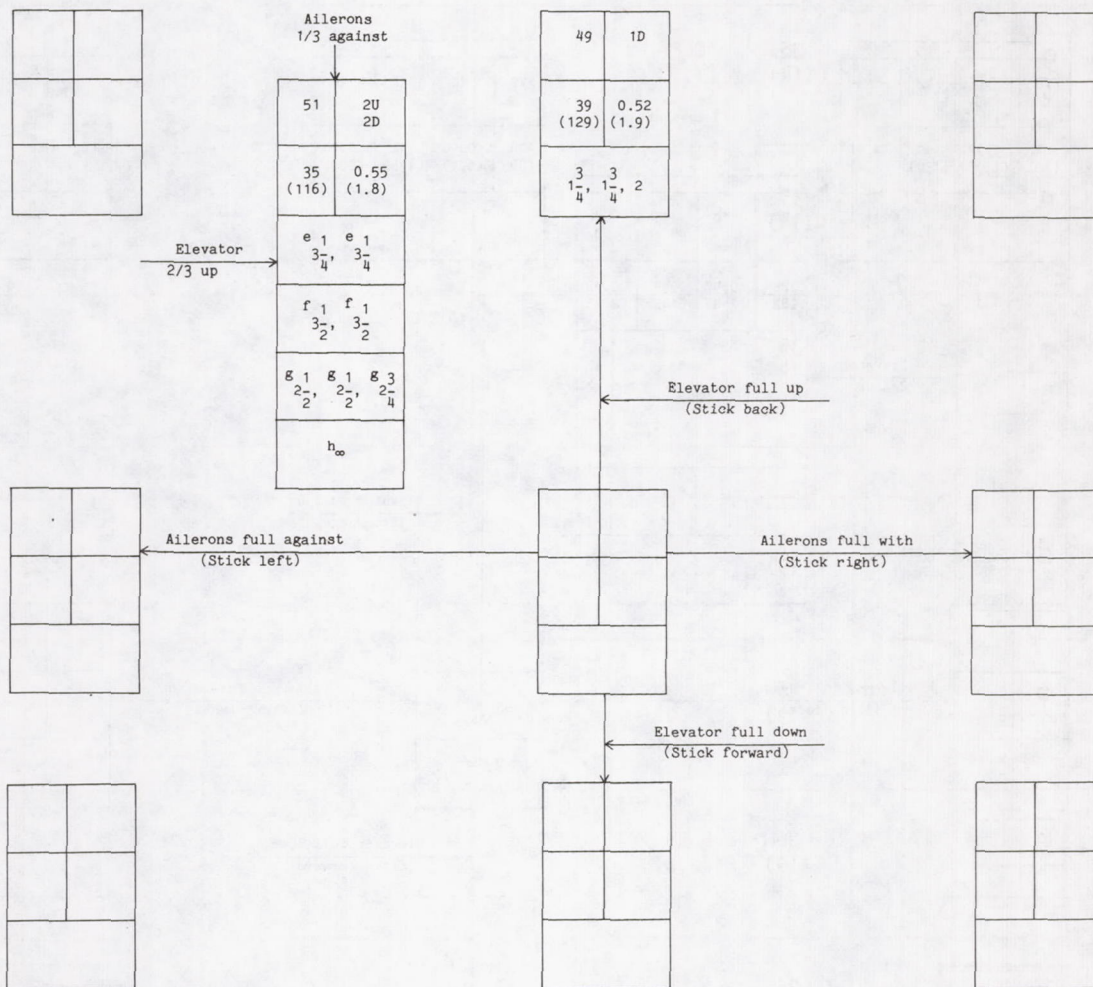 Ailerons
1/3 against
49 1D
51 2U
2D
39 0.52
(129) (1.9)
35 0.55
(116) (1.8)
1 3/4, 1 3/4, 2
Elevator
2/3 up
e 3 1/4, e 3 1/4
f 3 1/2, f 3 1/2
g 2 1/2, g 2 1/2, g 2 3/4
Elevator full up
(Stick back)
h∞
Ailerons full against
(Stick left)
Ailerons full with
(Stick right)
Elevator full down
(Stick forward)